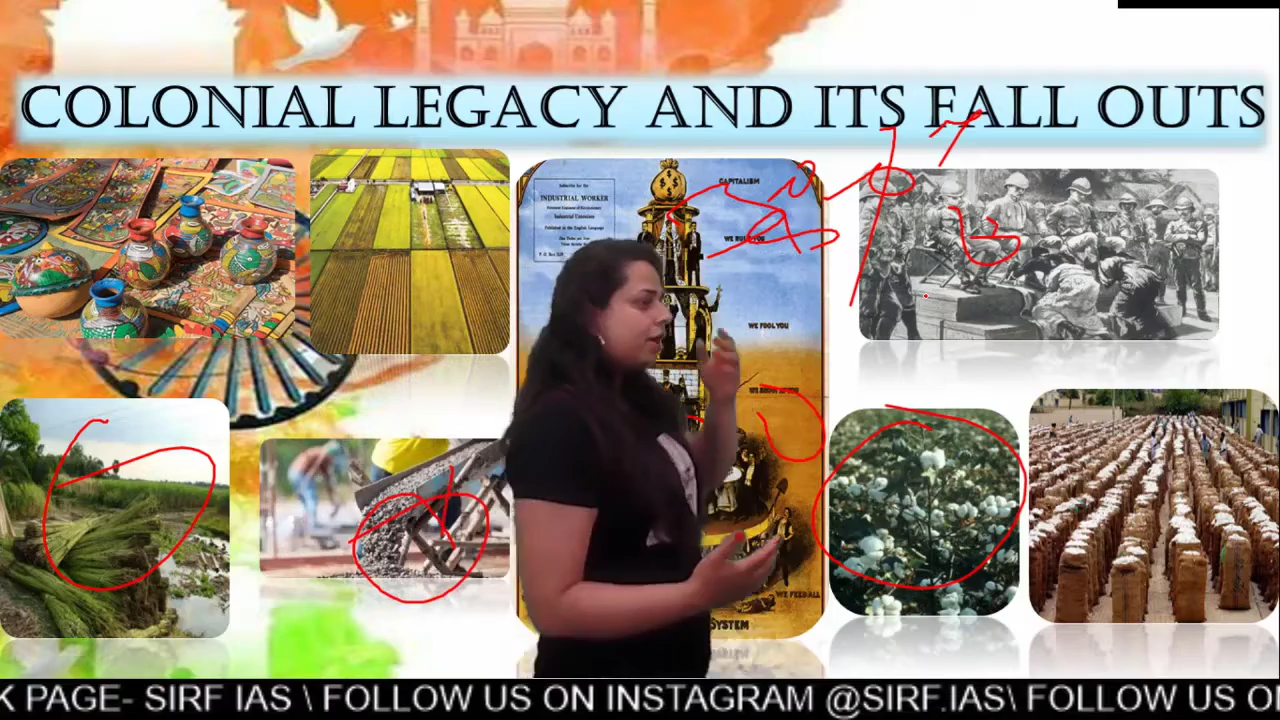 COLONIAL LEGACY AND ITS FALL OUTS
INDUSTRIAL WORKER
CAPITALISM
WE RULE YOU
WE FOOL YOU
WE FEED ALL
SYSTEM
K PAGE- SIRF IAS \ FOLLOW US ON INSTAGRAM @SIRF.IAS\ FOLLOW US O